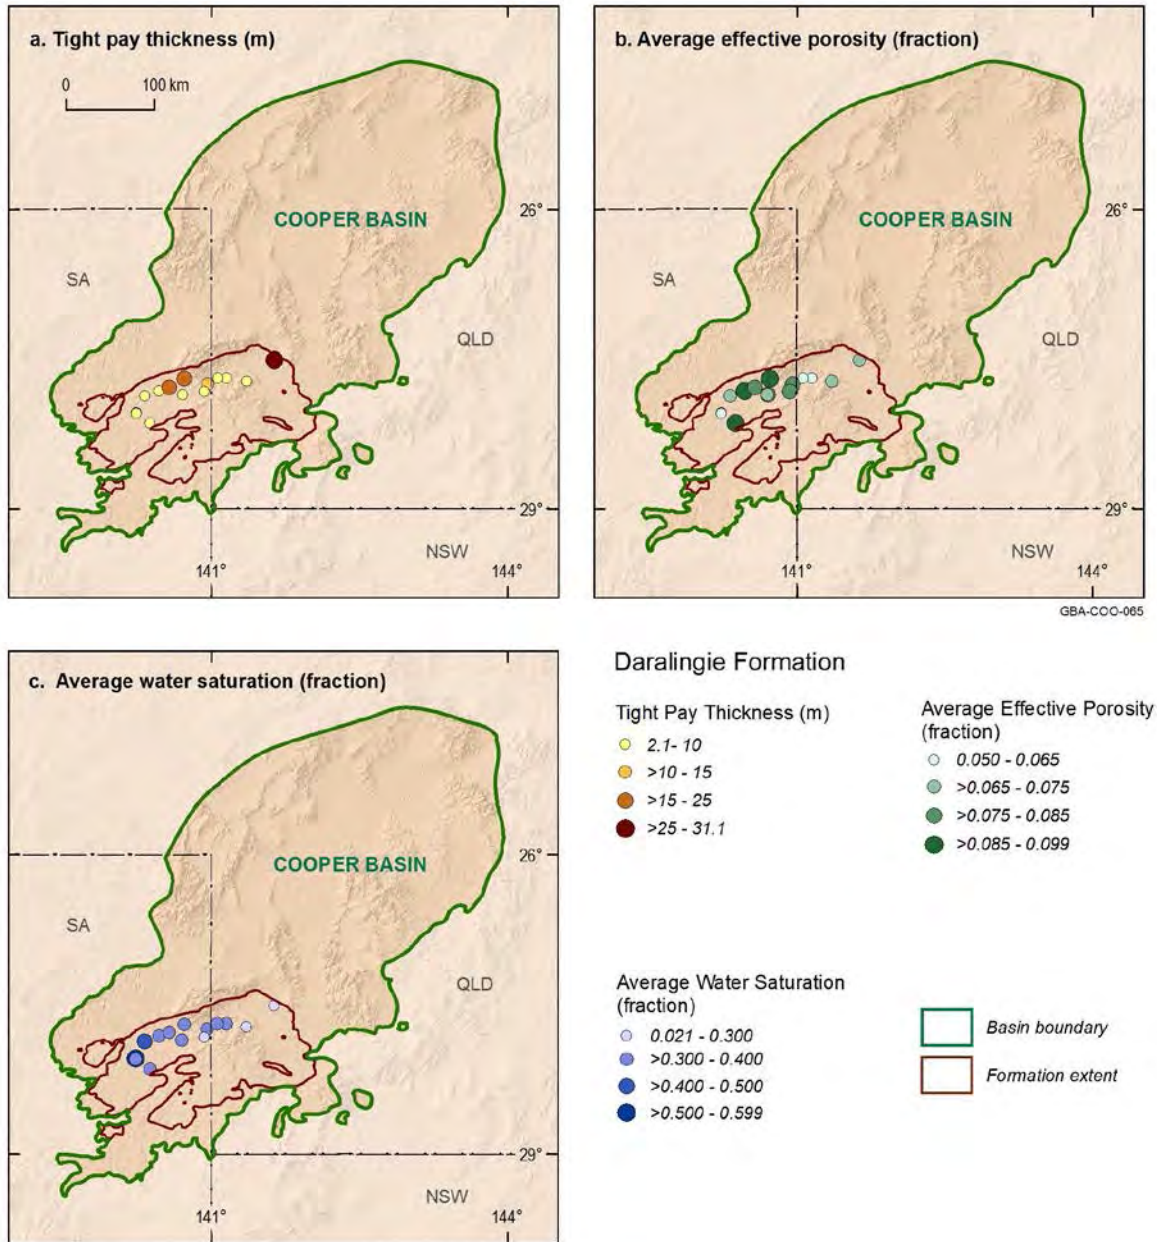 a. Tight pay thickness (m)
0 100 km
COOPER BASIN
26°
SA
QLD
29°
NSW
141° 144°
b. Average effective porosity (fraction)
COOPER BASIN
26°
SA
QLD
29°
NSW
141° 144°
GBA-COO-065
c. Average water saturation (fraction)
COOPER BASIN
26°
SA
QLD
29°
NSW
141° 144°
Daralingie Formation
Tight Pay Thickness (m)
2.1- 10
>10 - 15
>15 - 25
>25 - 31.1
Average Effective Porosity
(fraction)
0.050 - 0.065
>0.065 - 0.075
>0.075 - 0.085
>0.085 - 0.099
Average Water Saturation
(fraction)
0.021 - 0.300
>0.300 - 0.400
>0.400 - 0.500
>0.500 - 0.599
Basin boundary
Formation extent